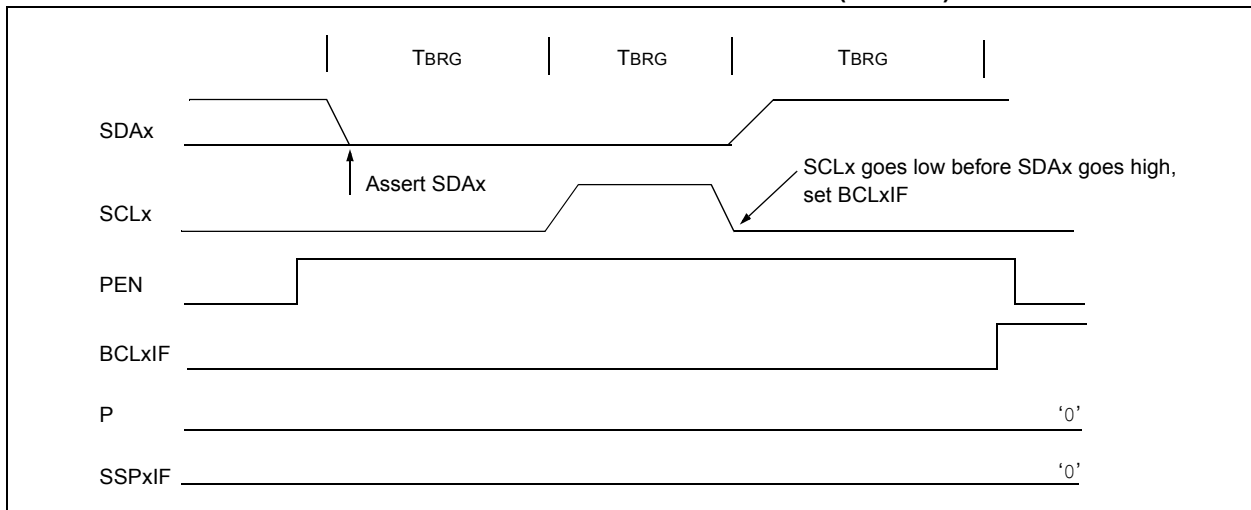 TBRG TBRG TBRG
SDAx
Assert SDAx
SCLx goes low before SDAx goes high,
set BCLxIF
SCLx
PEN
BCLxIF
P ‘0’
SSPxIF ‘0’